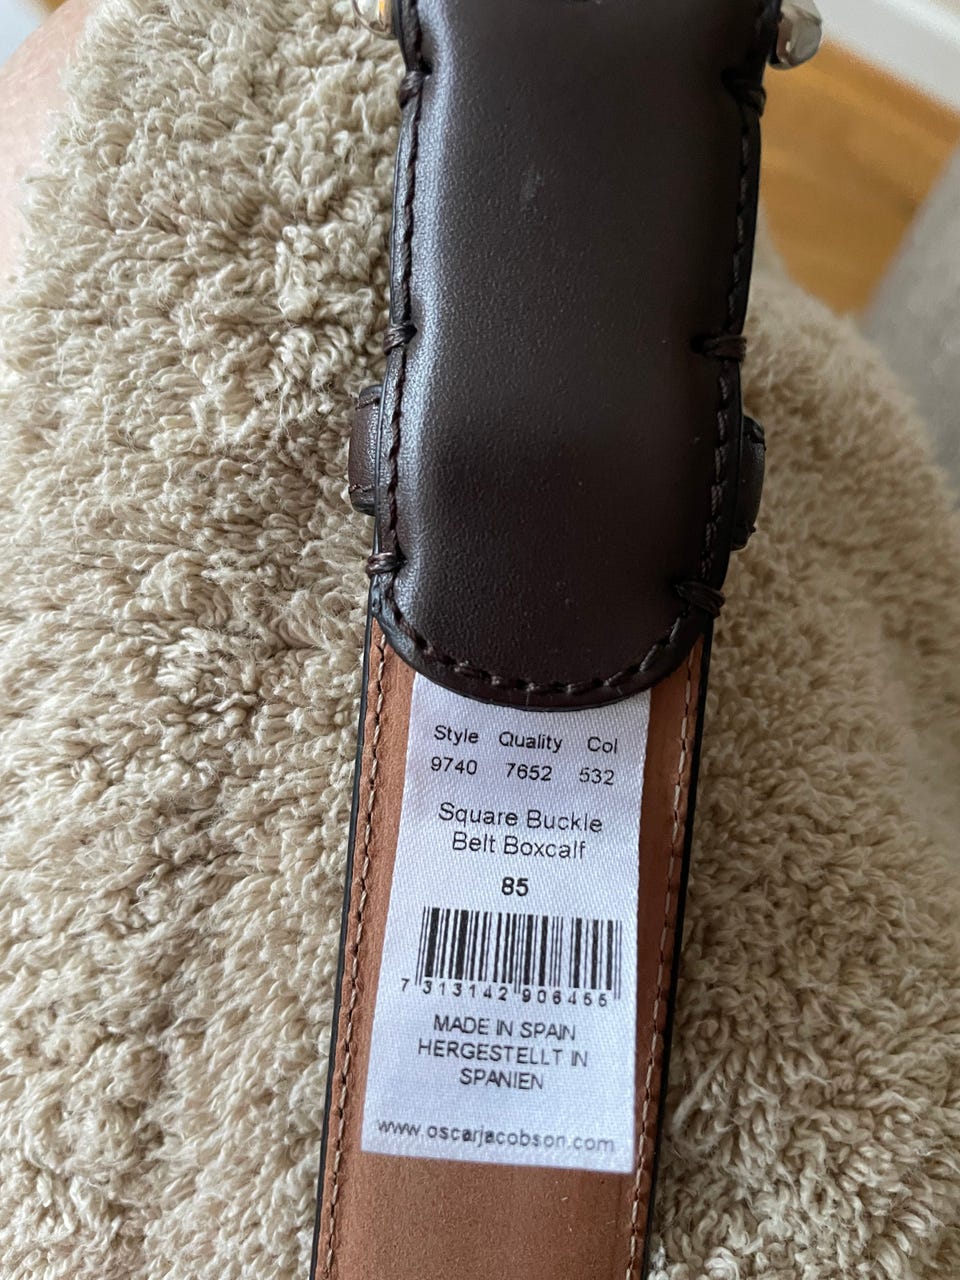 Style Quality Col
9740 7652 532
Square Buckle
Belt Boxcalf
85
7 313142 906455
MADE IN SPAIN
HERGESTELLT IN
SPANIEN
www.oscarjacobson.com